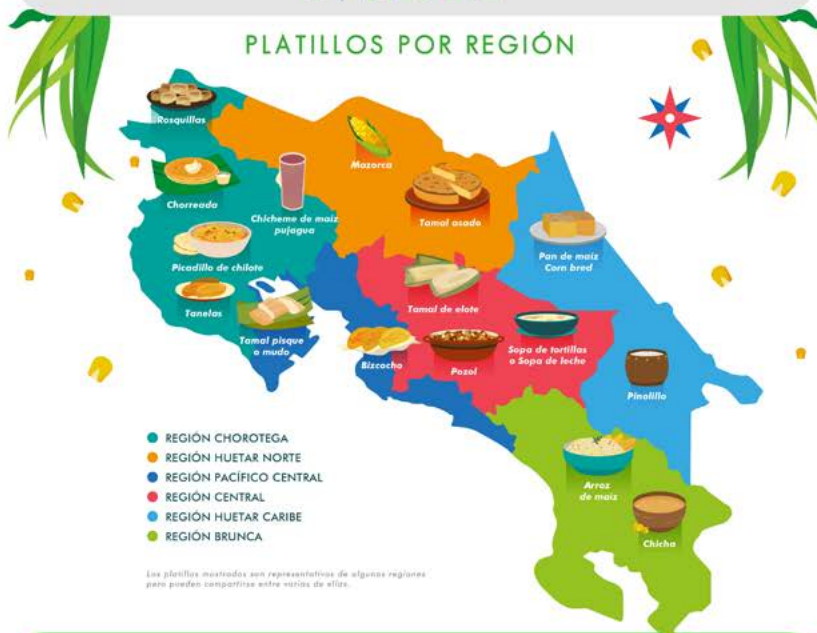 PLATILLOS POR REGIÓN
Rosquillas
Mazorca
Chorreada
Chicheme de maíz
pujagua
Tamal asado
Picadillo de chilote
Pan de maíz
Corn bred
Tanelas
Tamal de elote
Tamal pisque
o mudo
Bizcocho
Pozol
Sopa de tortillas
o Sopa de leche
Pinolillo
REGIÓN CHOROTEGA
REGIÓN HUETAR NORTE
REGIÓN PACÍFICO CENTRAL
REGIÓN CENTRAL
REGIÓN HUETAR CARIBE
REGIÓN BRUNCA
Arroz
de maíz
Chicha
Los platillos mostrados son representativos de algunas regiones
pero pueden compartirse entre varias de ellas.